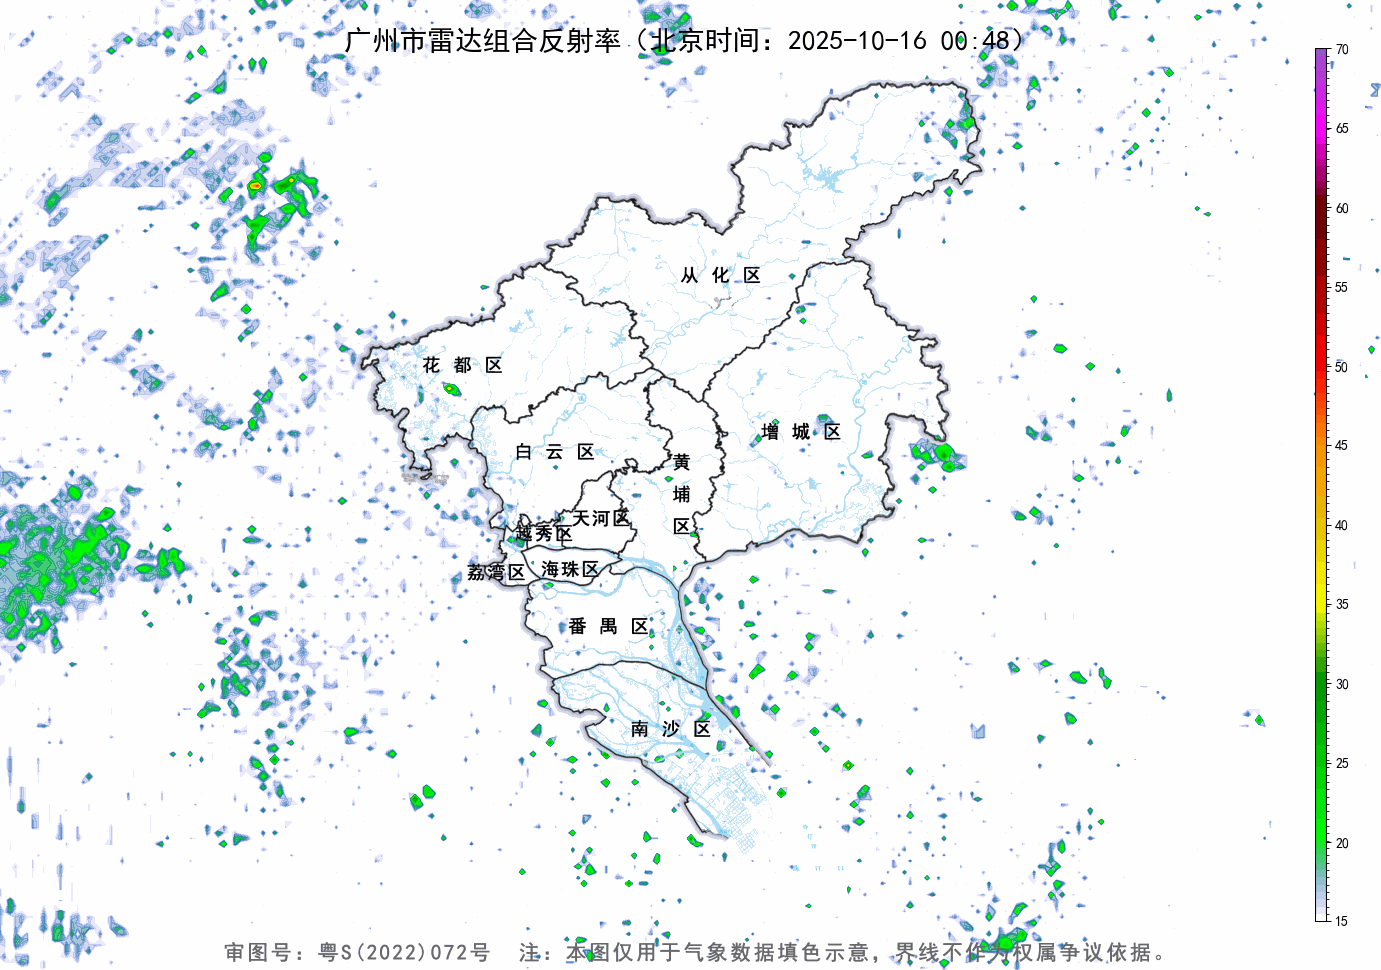 广州市雷达组合反射率（北京时间：2025-10-16 00:48）
70
65
60
55
50
45
40
35
30
25
20
15
从化区
花都区
增城区
白云区
黄埔区
天河区
越秀区
荔湾区
海珠区
番禺区
南沙区
审图号：粤S(2022)072号 注：本图仅用于气象数据填色示意，界线不作为权属争议依据。